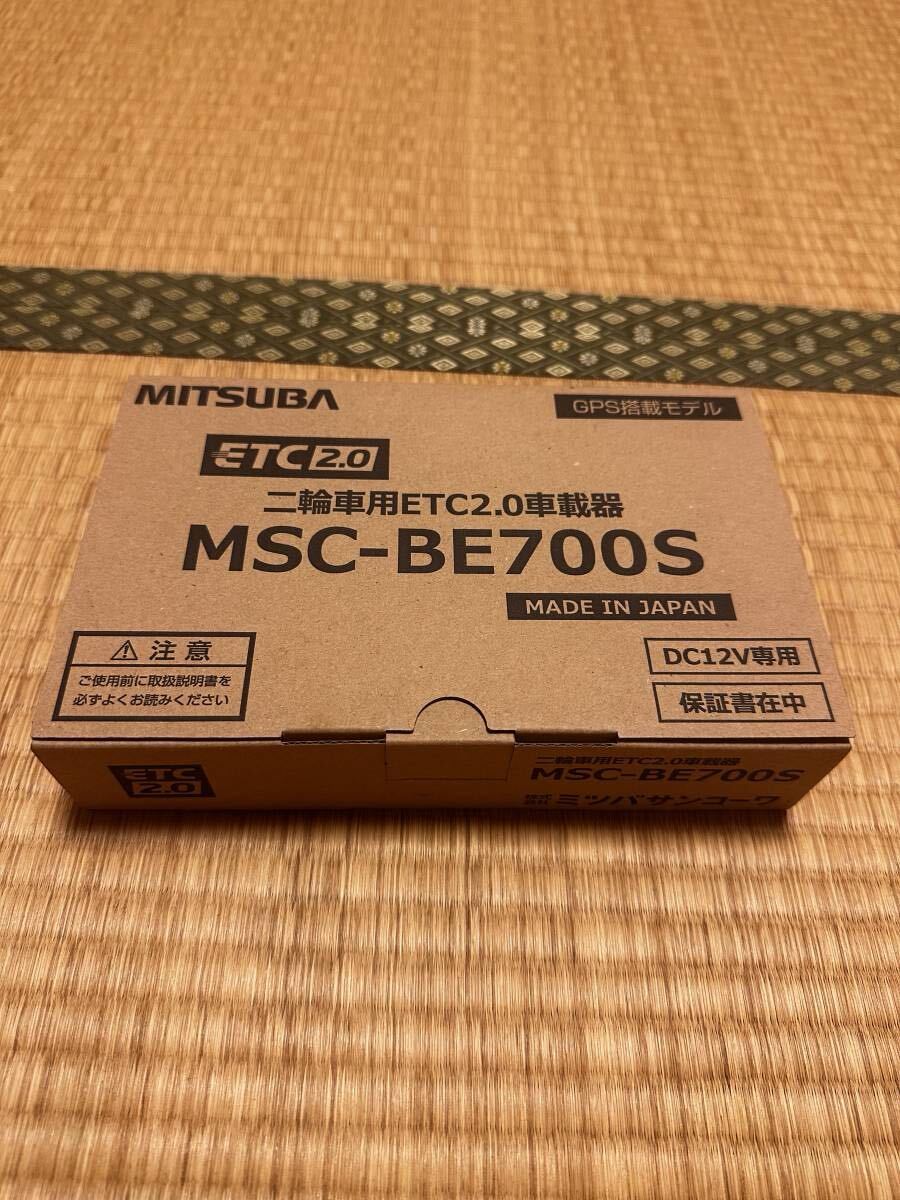 MITSUBA
GPS搭載モデル
ETC2.0
二輪車用ETC2.0車載器
MSC-BE700S
MADE IN JAPAN
⚠ 注意
ご使用前に取扱説明書を
必ずよくお読みください
DC12V専用
保証書在中
ETC
2.0
二輪車用ETC2.0車載器
MSC-BE700S
株式会社 ミツバサンコーワ